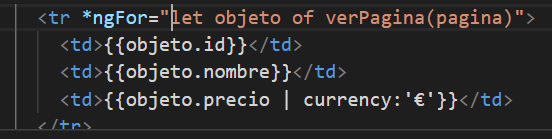 <tr *ngFor="let objeto of verPagina(pagina)">
<td>{{objeto.id}}</td>
<td>{{objeto.nombre}}</td>
<td>{{objeto.precio | currency:'€'}}</td>
</tr>